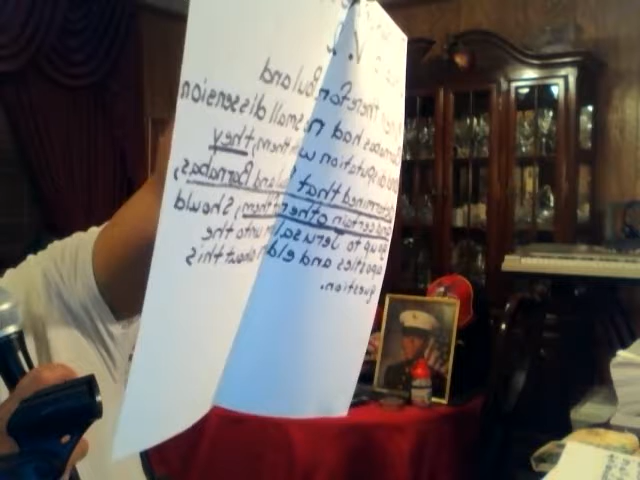 therefore Paul and
Barnabas had no small dissension
and disputation with them, they
determined that Paul and Barnabas,
and certain other of them, should
go up to Jerusalem unto the
apostles and elders about this
question.